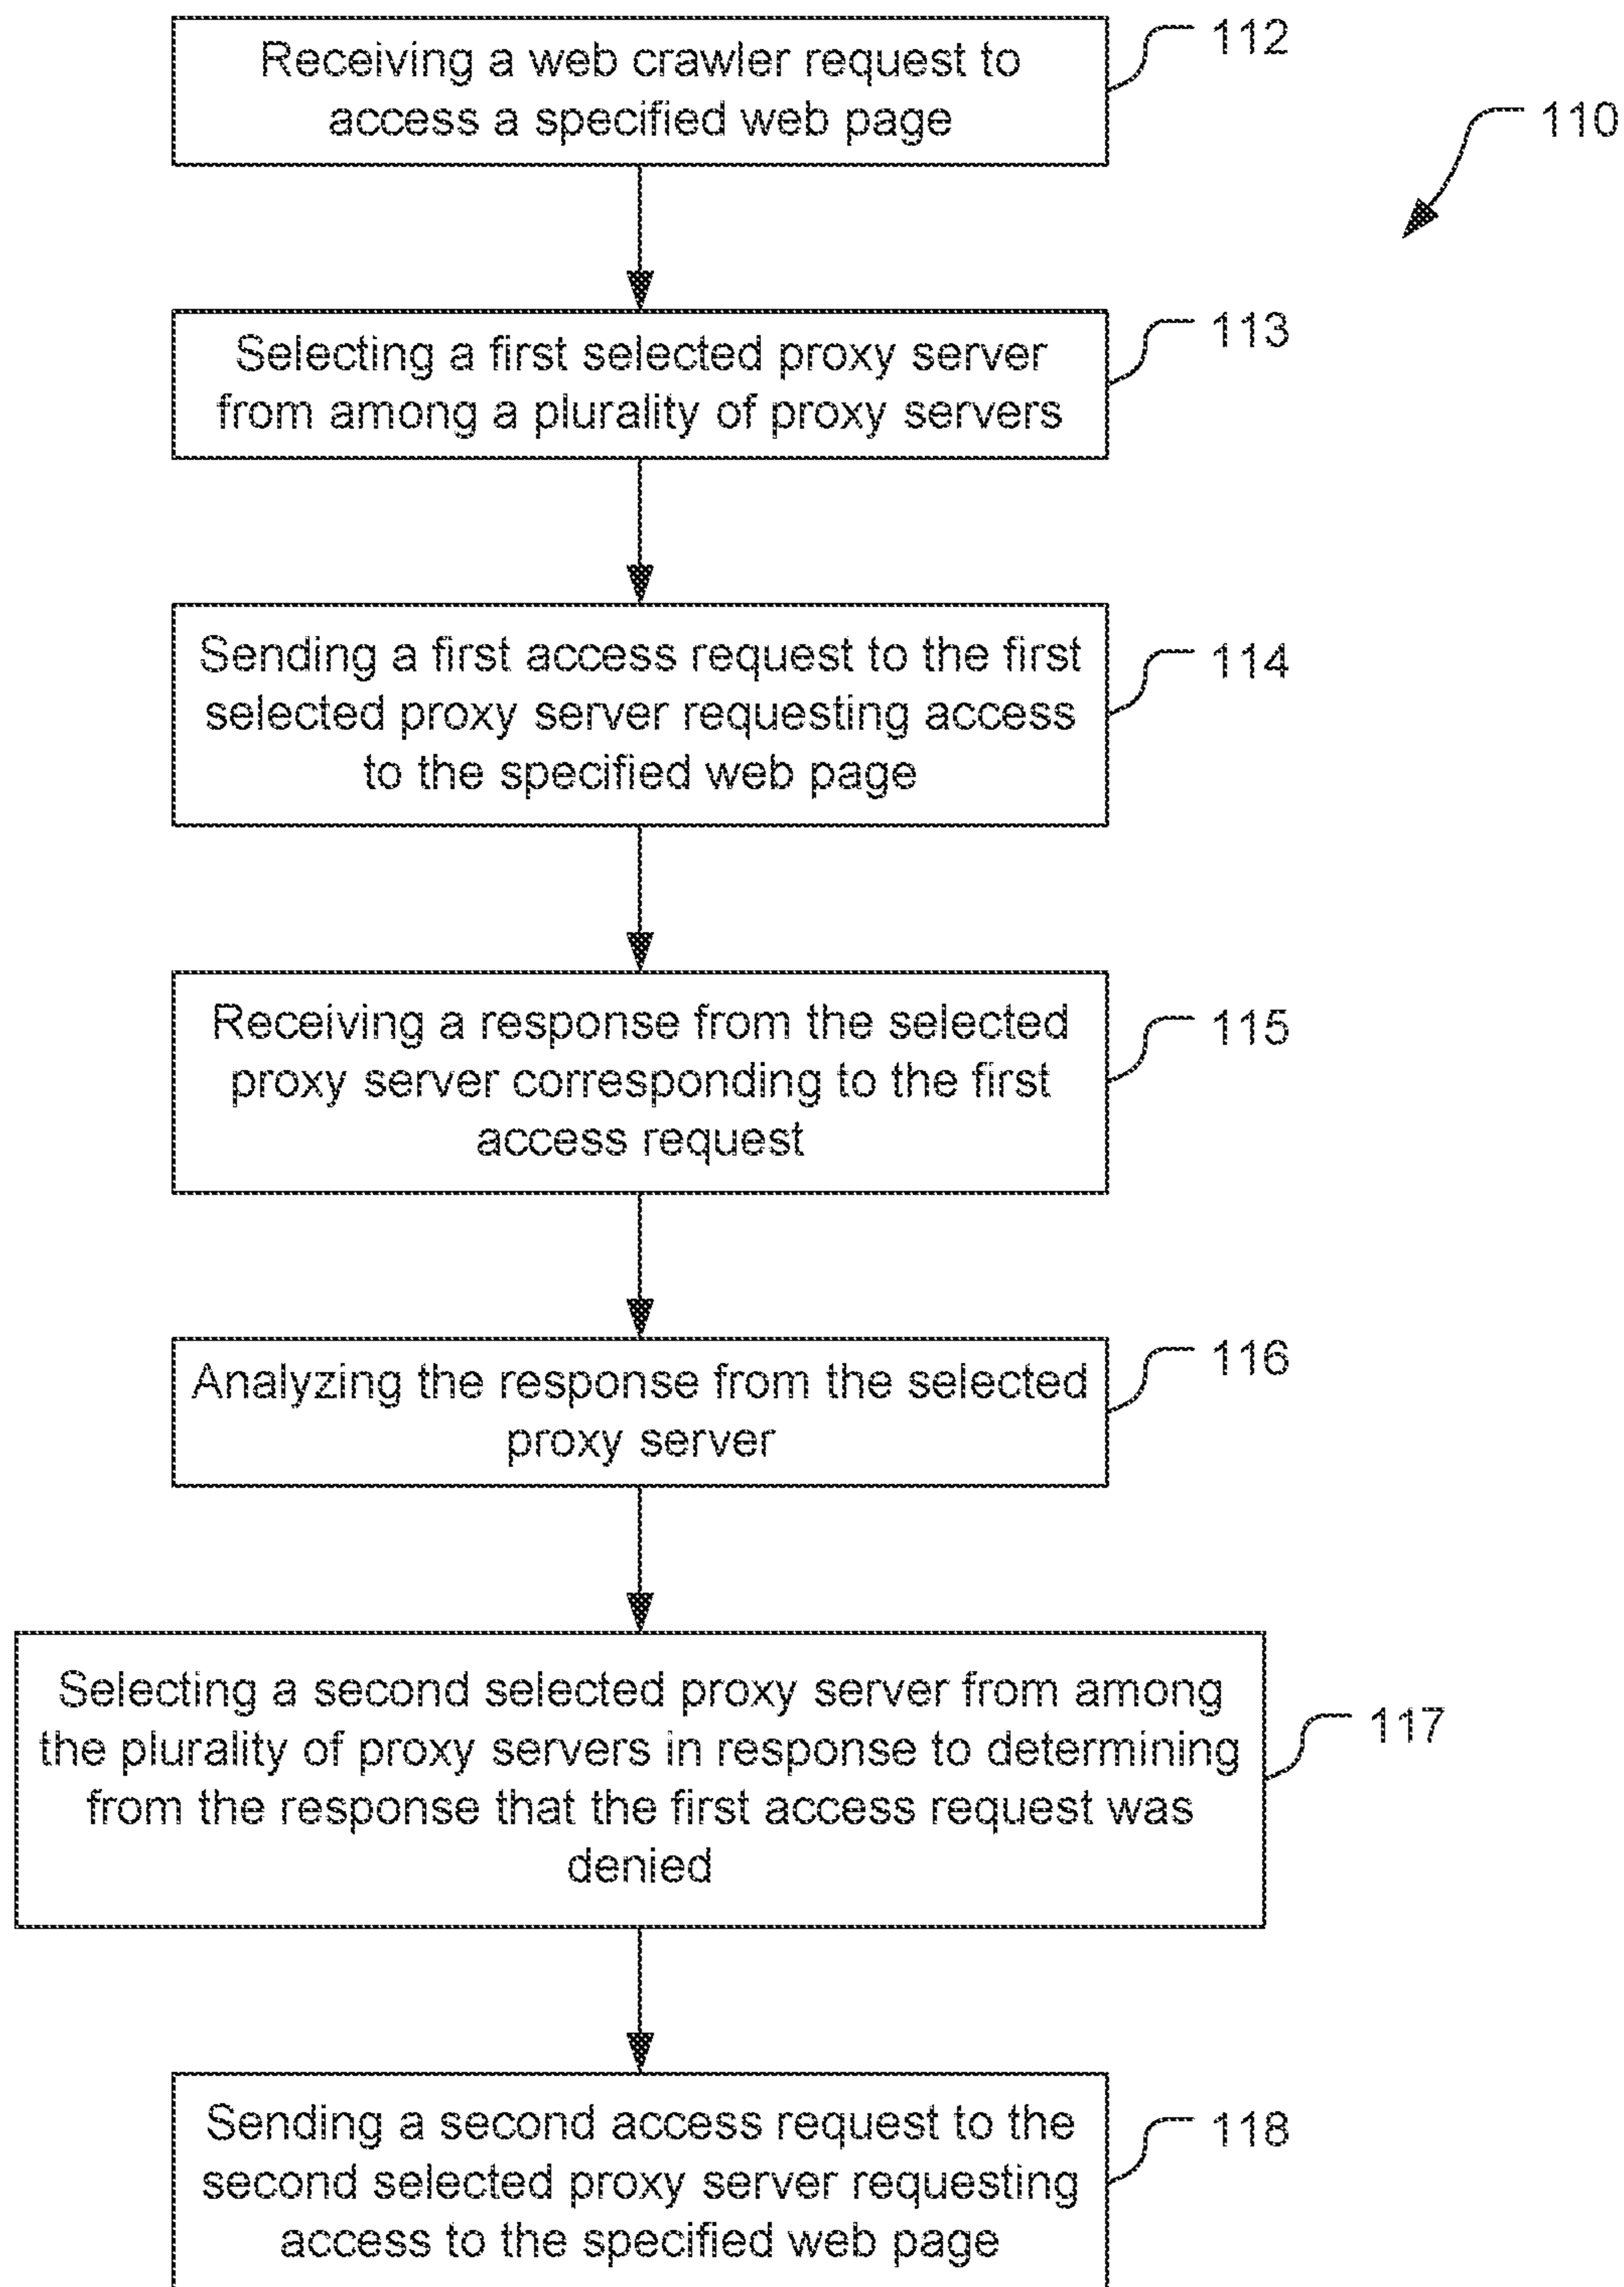 Receiving a web crawler request to
access a specified web page
112
110
Selecting a first selected proxy server
from among a plurality of proxy servers
113
Sending a first access request to the first
selected proxy server requesting access
to the specified web page
114
Receiving a response from the selected
proxy server corresponding to the first
access request
115
Analyzing the response from the selected
proxy server
116
Selecting a second selected proxy server from among
the plurality of proxy servers in response to determining
from the response that the first access request was
denied
117
Sending a second access request to the
second selected proxy server requesting
access to the specified web page
118